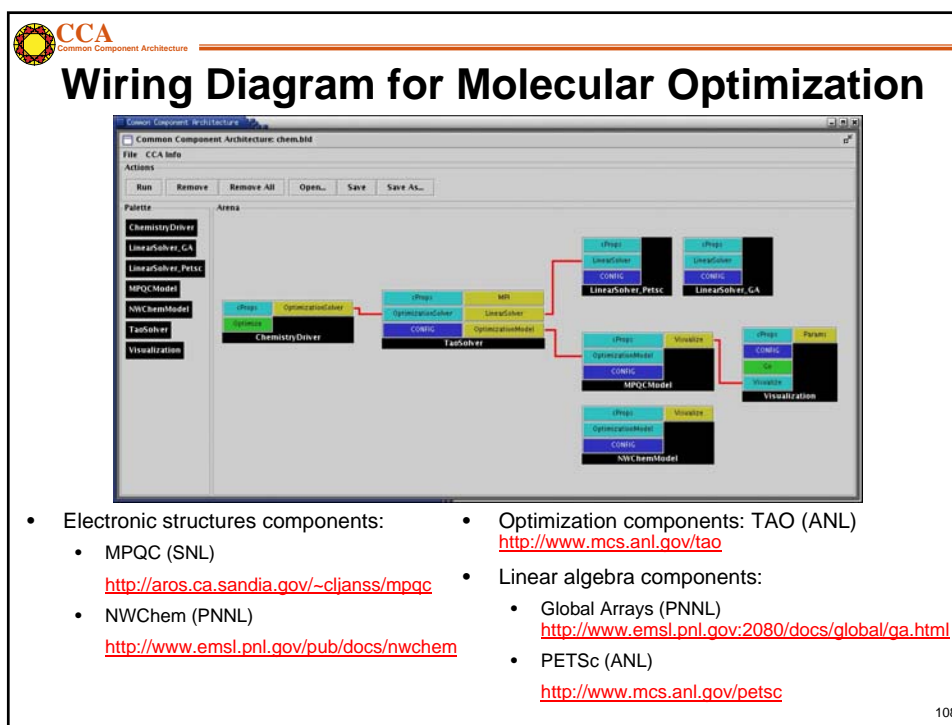 CCA
Common Component Architecture
Wiring Diagram for Molecular Optimization
Common Component Architecture
Common Component Architecture: chem.bld
File CCA Info
Actions
Run Remove Remove All Open... Save Save As...
Palette
ChemistryDriver
LinearSolver_GA
LinearSolver_Petsc
MPQCModel
NWChemModel
TaoSolver
Visualization
Arena
cProps OptimizationSolver
Optimize
ChemistryDriver
cProps MPI
OptimizationSolver LinearSolver
CONFIG OptimizationModel
TaoSolver
cProps
LinearSolver
CONFIG
LinearSolver_Petsc
cProps
LinearSolver
CONFIG
LinearSolver_GA
cProps Visualize
OptimizationModel
CONFIG
MPQCModel
cProps Visualize
OptimizationModel
CONFIG
NWChemModel
cProps Params
CONFIG
Go
Visualize
Visualization
• Electronic structures components:
• MPQC (SNL)
http://aros.ca.sandia.gov/~cljanss/mpqc
• NWChem (PNNL)
http://www.emsl.pnl.gov/pub/docs/nwchem
• Optimization components: TAO (ANL)
http://www.mcs.anl.gov/tao
• Linear algebra components:
• Global Arrays (PNNL)
http://www.emsl.pnl.gov:2080/docs/global/ga.html
• PETSc (ANL)
http://www.mcs.anl.gov/petsc
108